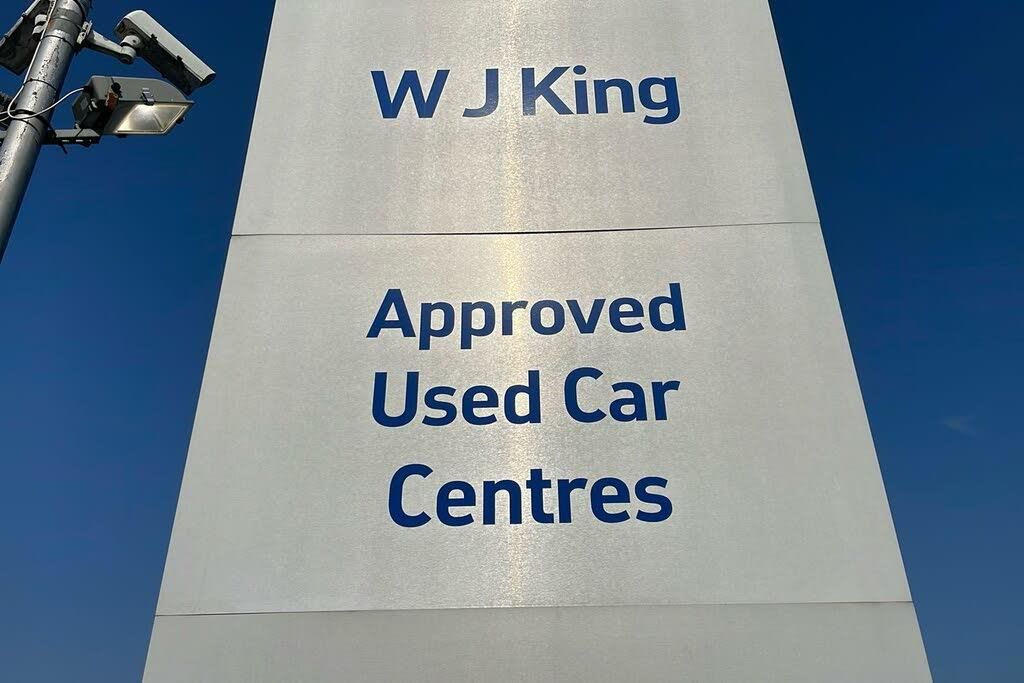 W J King
Approved
Used Car
Centres